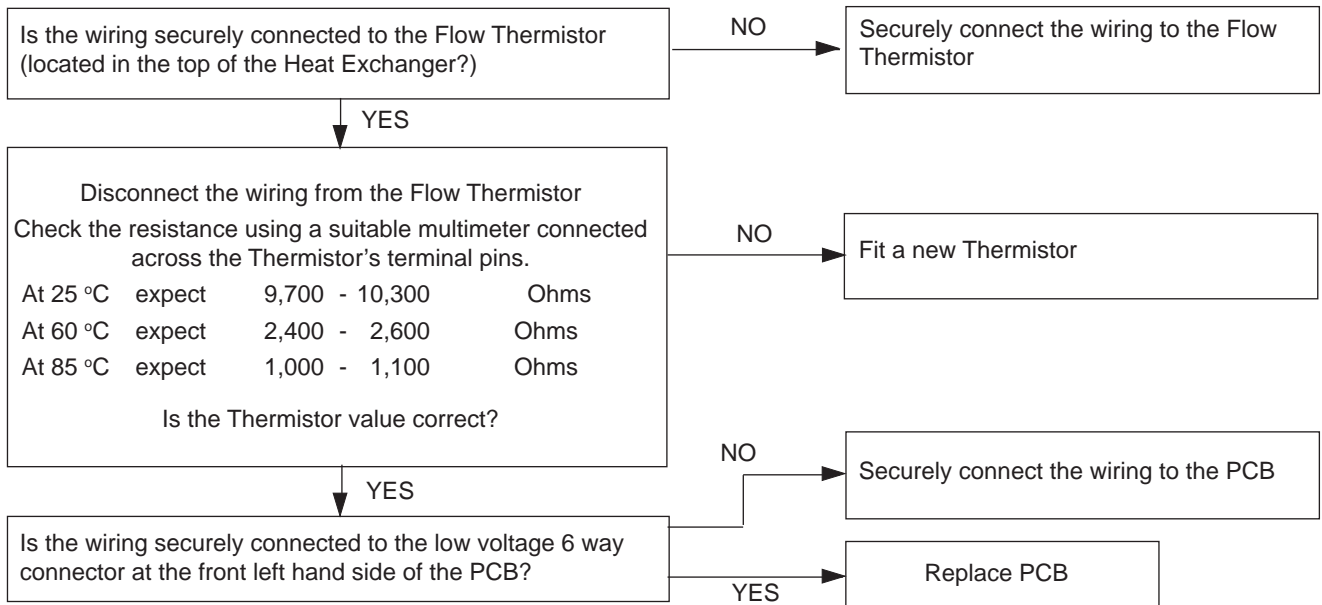 Is the wiring securely connected to the Flow Thermistor
(located in the top of the Heat Exchanger?)
NO
Securely connect the wiring to the Flow
Thermistor
YES
Disconnect the wiring from the Flow Thermistor
Check the resistance using a suitable multimeter connected
across the Thermistor's terminal pins.
At 25 ºC expect 9,700 - 10,300 Ohms
At 60 ºC expect 2,400 - 2,600 Ohms
At 85 ºC expect 1,000 - 1,100 Ohms
Is the Thermistor value correct?
NO
Fit a new Thermistor
YES
Is the wiring securely connected to the low voltage 6 way
connector at the front left hand side of the PCB?
NO
Securely connect the wiring to the PCB
YES
Replace PCB